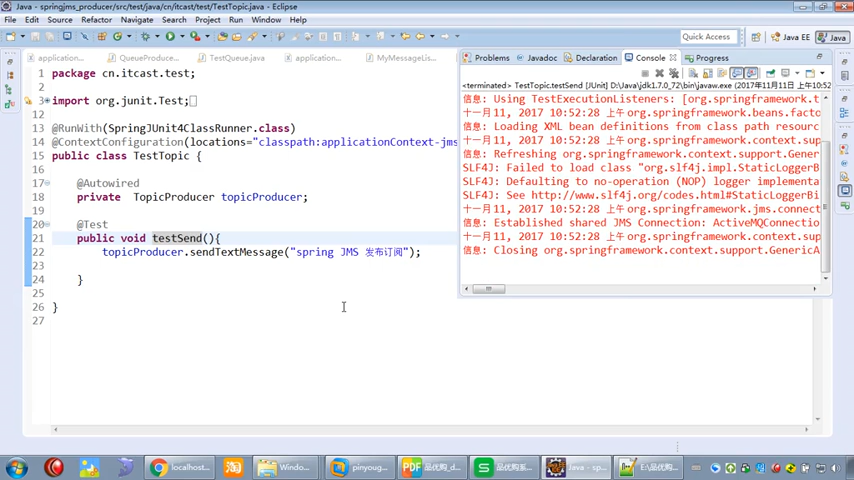 Java - springjms_producer/src/test/java/cn/itcast/test/TestTopic.java - Eclipse
File Edit Source Refactor Navigate Search Project Run Window Help
Quick Access
Java EE
Java
application...
QueueProduce...
TestQueue.java
application...
MyMessageLis...
Problems
Javadoc
Declaration
Console
Progress
1 package cn.itcast.test;
2
3 import org.junit.Test;
12
13 @RunWith(SpringJUnit4ClassRunner.class)
14 @ContextConfiguration(locations="classpath:applicationContext-jms
15 public class TestTopic {
16
17 @Autowired
18 private TopicProducer topicProducer;
19
20 @Test
21 public void testSend(){
22 topicProducer.sendTextMessage("spring JMS 发布订阅");
23
24 }
25
26 }
27
<terminated> TestTopic.testSend [JUnit] D:\Java\jdk1.7.0_72\bin\javaw.exe (2017年11月11日 上午10:52
信息: Using TestExecutionListeners: [org.springframework.t
十一月 11, 2017 10:52:28 上午 org.springframework.beans.facto
信息: Loading XML bean definitions from class path resourc
十一月 11, 2017 10:52:28 上午 org.springframework.context.sup
信息: Refreshing org.springframework.context.support.Gener
SLF4J: Failed to load class "org.slf4j.impl.StaticLoggerBi
SLF4J: Defaulting to no-operation (NOP) logger implementa
SLF4J: See http://www.slf4j.org/codes.html#StaticLoggerBi
十一月 11, 2017 10:52:28 上午 org.springframework.jms.connect
信息: Established shared JMS Connection: ActiveMQConnectio
十一月 11, 2017 10:52:28 上午 org.springframework.context.sup
信息: Closing org.springframework.context.support.GenericA
localhost...
淘
Windo...
pinyoug...
PDF 品优购_d...
品优购系...
Java - sp...
E:\品优购...
10:52